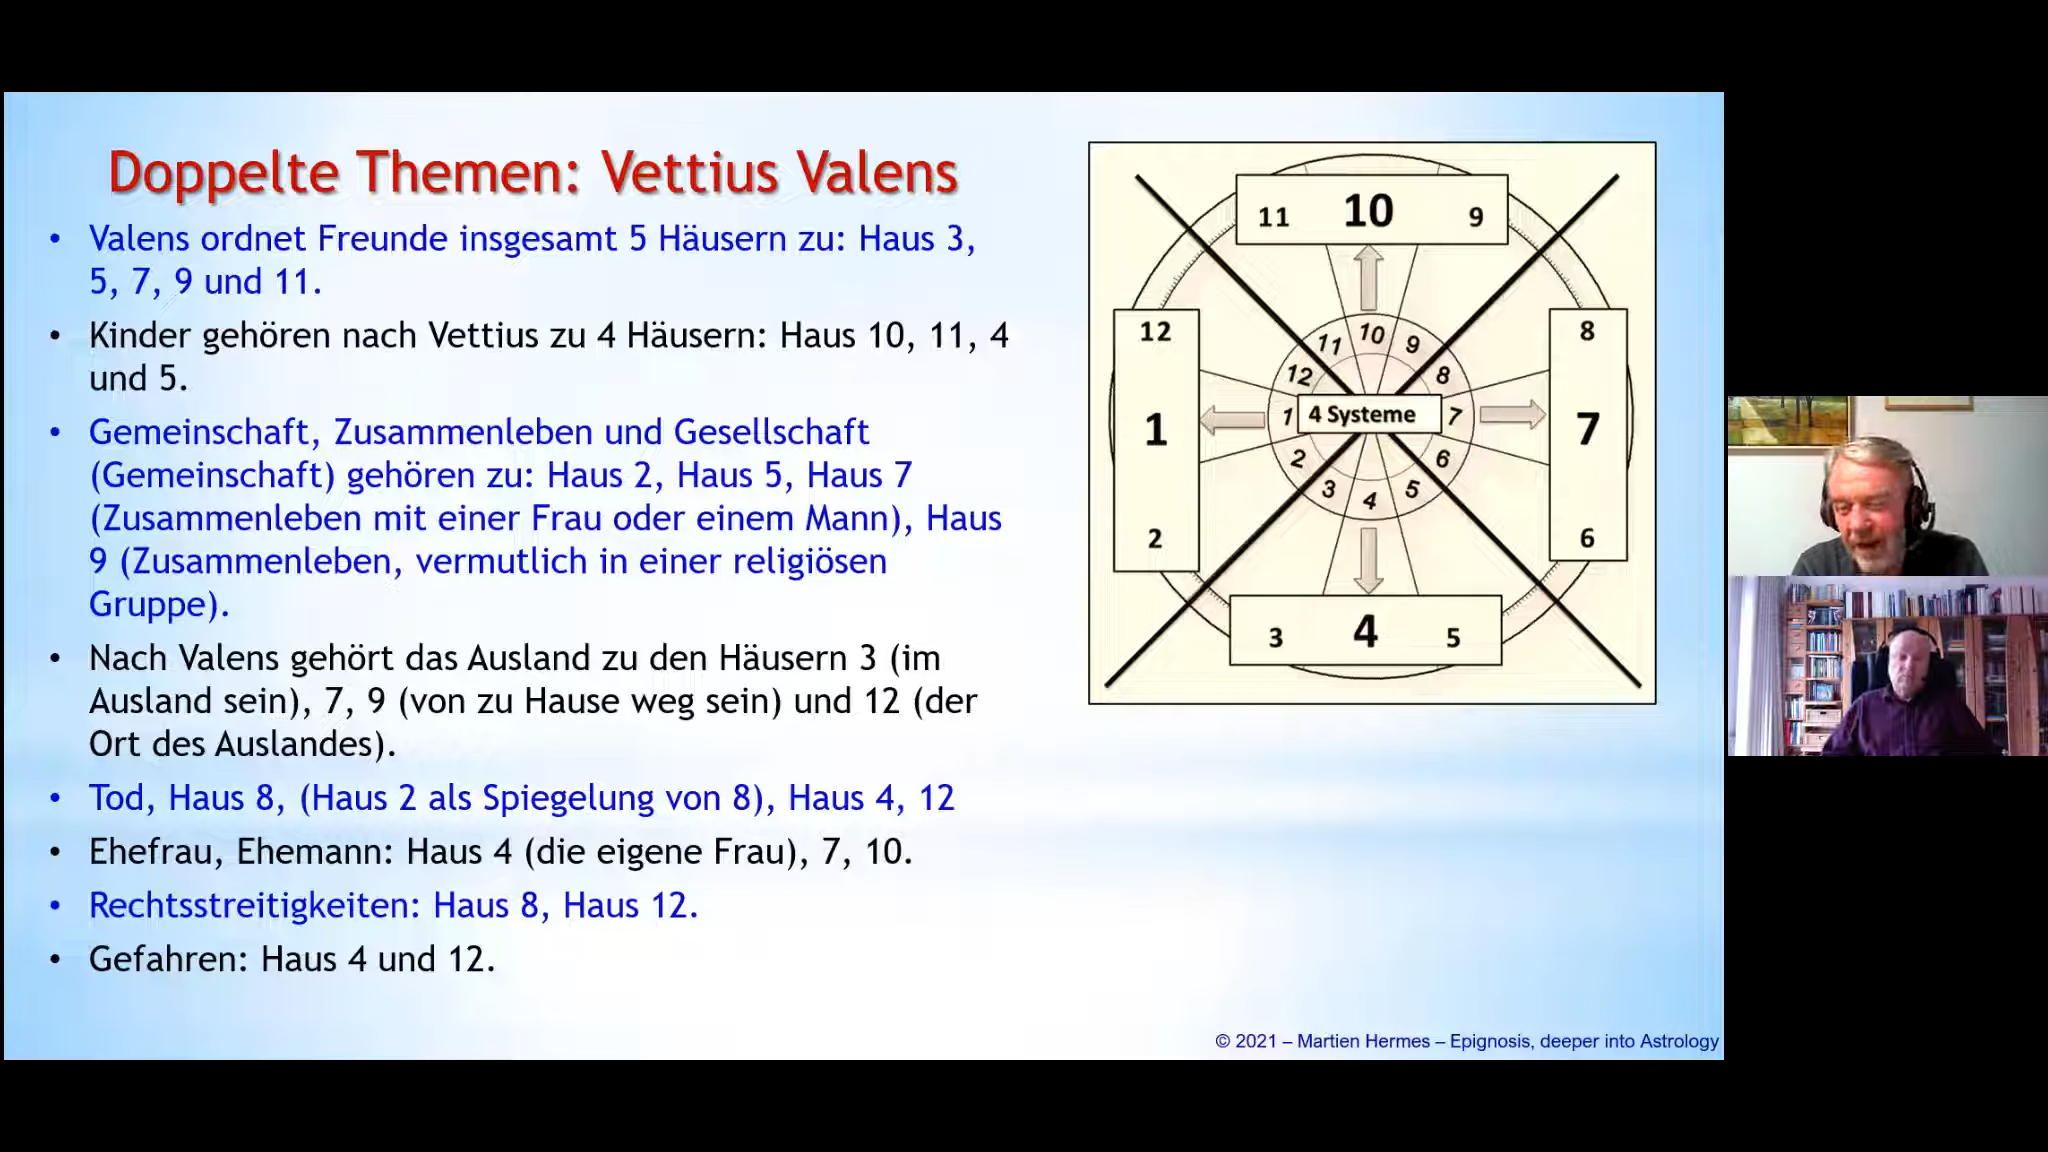 Doppelte Themen: Vettius Valens
• Valens ordnet Freunde insgesamt 5 Häusern zu: Haus 3,
5, 7, 9 und 11.
• Kinder gehören nach Vettius zu 4 Häusern: Haus 10, 11, 4
und 5.
• Gemeinschaft, Zusammenleben und Gesellschaft
(Gemeinschaft) gehören zu: Haus 2, Haus 5, Haus 7
(Zusammenleben mit einer Frau oder einem Mann), Haus
9 (Zusammenleben, vermutlich in einer religiösen
Gruppe).
• Nach Valens gehört das Ausland zu den Häusern 3 (im
Ausland sein), 7, 9 (von zu Hause weg sein) und 12 (der
Ort des Auslandes).
• Tod, Haus 8, (Haus 2 als Spiegelung von 8), Haus 4, 12
• Ehefrau, Ehemann: Haus 4 (die eigene Frau), 7, 10.
• Rechtsstreitigkeiten: Haus 8, Haus 12.
• Gefahren: Haus 4 und 12.
11 10 9
12
1
2
8
7
6
11 10 9
12 8
1 4 Systeme 7
2 6
3 4 5
3 4 5
© 2021 – Martien Hermes – Epignosis, deeper into Astrology